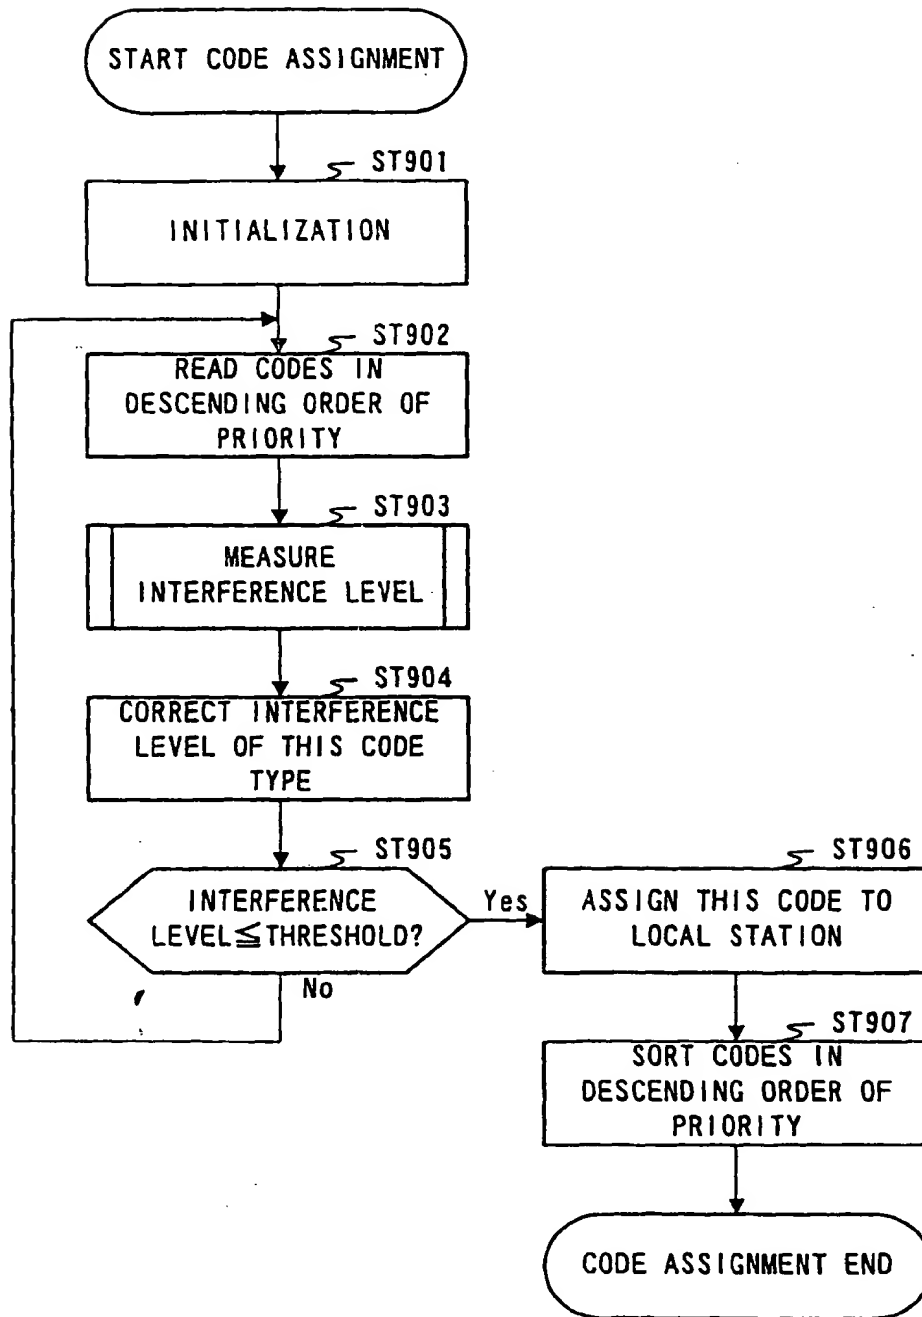 START CODE ASSIGNMENT
ST901
INITIALIZATION
ST902
READ CODES IN
DESCENDING ORDER OF
PRIORITY
ST903
MEASURE
INTERFERENCE LEVEL
ST904
CORRECT INTERFERENCE
LEVEL OF THIS CODE
TYPE
ST905
INTERFERENCE
LEVEL≦THRESHOLD?
Yes
No
ST906
ASSIGN THIS CODE TO
LOCAL STATION
ST907
SORT CODES IN
DESCENDING ORDER OF
PRIORITY
CODE ASSIGNMENT END